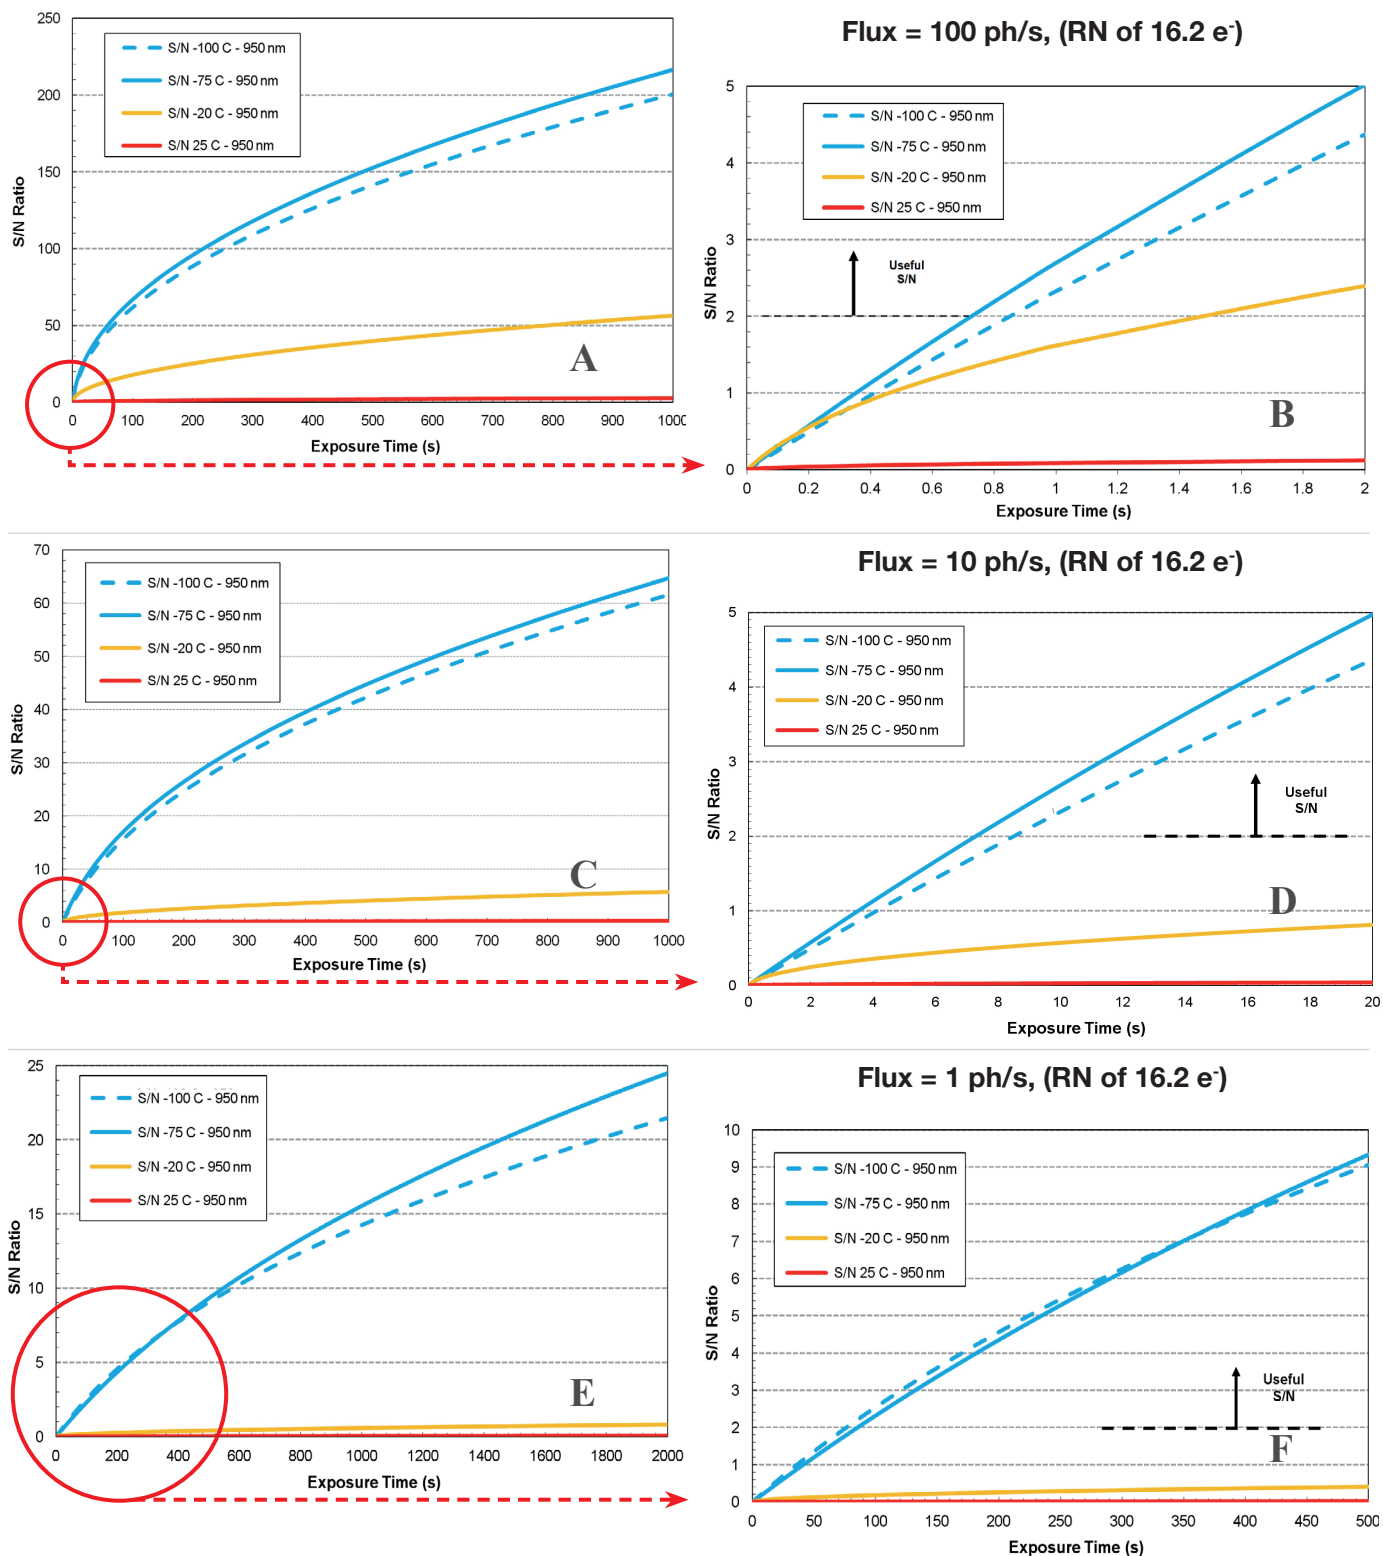 250
200
150
100
50
0
S/N Ratio
S/N -100 C - 950 nm
S/N -75 C - 950 nm
S/N -20 C - 950 nm
S/N 25 C - 950 nm
A
0 100 200 300 400 500 600 700 800 900 1000
Exposure Time (s)
Flux = 100 ph/s, (RN of 16.2 e-)
5
4
3
2
1
0
S/N Ratio
S/N -100 C - 950 nm
S/N -75 C - 950 nm
S/N -20 C - 950 nm
S/N 25 C - 950 nm
Useful
S/N
B
0 0.2 0.4 0.6 0.8 1 1.2 1.4 1.6 1.8 2
Exposure Time (s)
70
60
50
40
30
20
10
0
S/N Ratio
S/N -100 C - 950 nm
S/N -75 C - 950 nm
S/N -20 C - 950 nm
S/N 25 C - 950 nm
C
0 100 200 300 400 500 600 700 800 900 1000
Exposure Time (s)
Flux = 10 ph/s, (RN of 16.2 e-)
5
4
3
2
1
0
S/N Ratio
S/N -100 C - 950 nm
S/N -75 C - 950 nm
S/N -20 C - 950 nm
S/N 25 C - 950 nm
Useful
S/N
D
0 2 4 6 8 10 12 14 16 18 20
Exposure Time (s)
25
20
15
10
5
0
S/N Ratio
S/N -100 C - 950 nm
S/N -75 C - 950 nm
S/N -20 C - 950 nm
S/N 25 C - 950 nm
E
0 200 400 600 800 1000 1200 1400 1600 1800 2000
Exposure Time (s)
Flux = 1 ph/s, (RN of 16.2 e-)
10
9
8
7
6
5
4
3
2
1
0
S/N Ratio
S/N -100 C - 950 nm
S/N -75 C - 950 nm
S/N -20 C - 950 nm
S/N 25 C - 950 nm
Useful
S/N
F
0 50 100 150 200 250 300 350 400 450 500
Exposure Time (s)